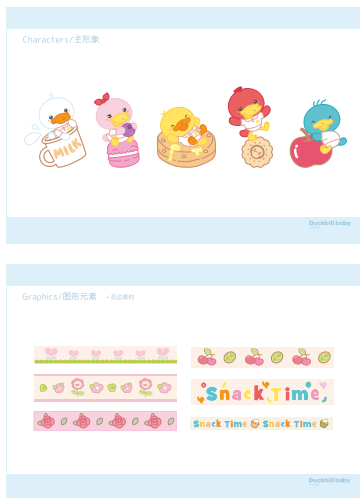 Characters/主形象
MILK
Duckbill baby
Graphics/图形元素
Snack Time
Snack Time Snack Time
Duckbill baby